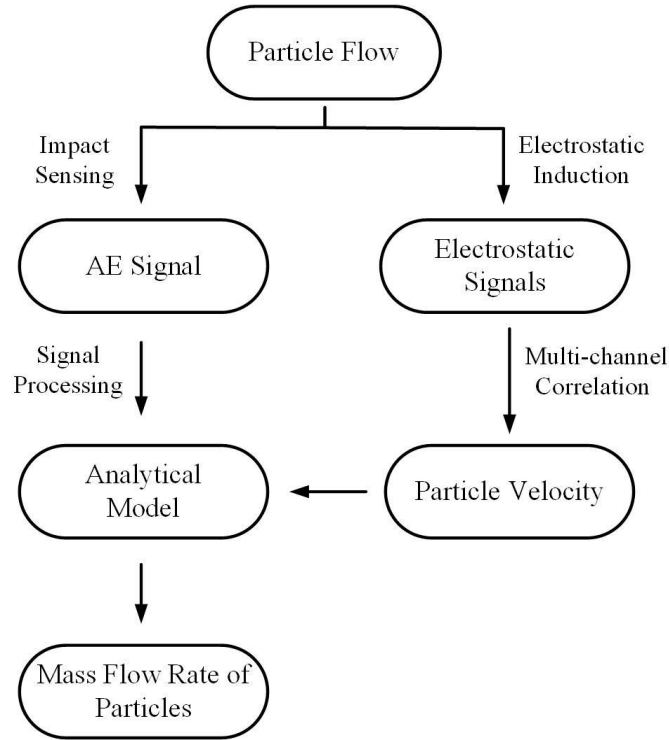 Particle Flow
Impact
Sensing
Electrostatic
Induction
AE Signal
Electrostatic
Signals
Signal
Processing
Multi-channel
Correlation
Analytical
Model
Particle Velocity
Mass Flow Rate of
Particles